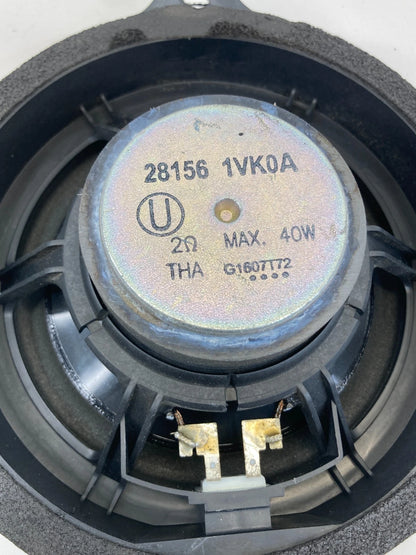 28156 1VK0A
U
2Ω MAX. 40W
THA G1607T72